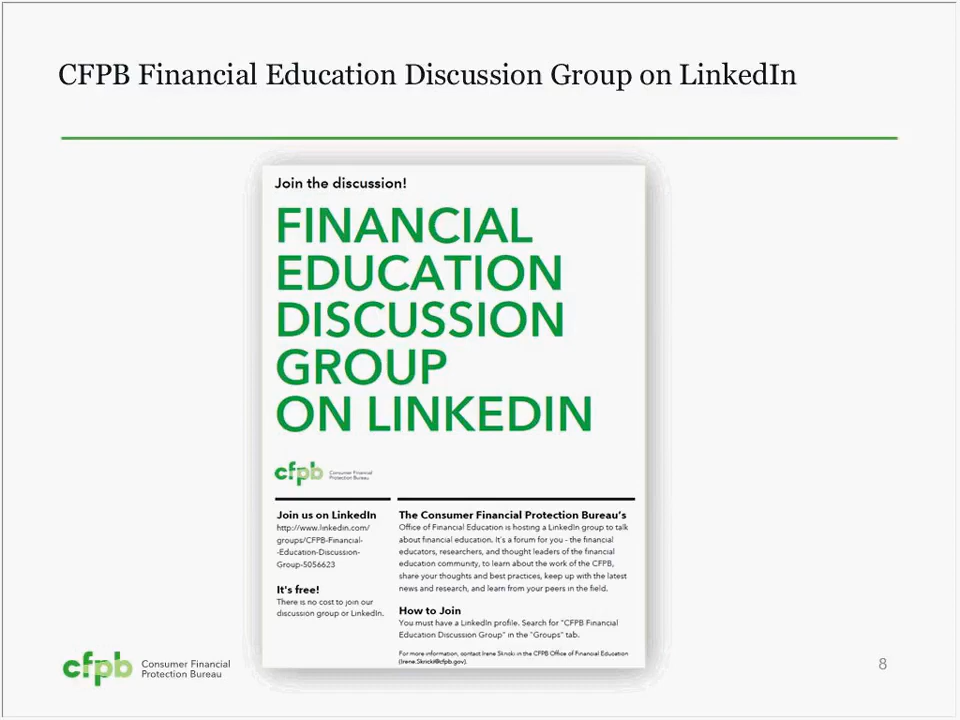 CFPB Financial Education Discussion Group on LinkedIn
Join the discussion!
FINANCIAL
EDUCATION
DISCUSSION
GROUP
ON LINKEDIN
cfpb Consumer Financial
Protection Bureau
Join us on LinkedIn
http://www.linkedin.com/
groups/CFPB-Financial-
-Education-Discussion-
Group-5056623
It's free!
There is no cost to join our
discussion group or LinkedIn.
The Consumer Financial Protection Bureau's
Office of Financial Education is hosting a LinkedIn group to talk
about financial education. It's a forum for you - the financial
educators, researchers, and thought leaders of the financial
education community, to learn about the work of the CFPB,
share your thoughts and best practices, keep up with the latest
news and research, and learn from your peers in the field.
How to Join
You must have a LinkedIn profile. Search for "CFPB Financial
Education Discussion Group" in the "Groups" tab.
For more information, contact Irene Skricki in the CFPB Office of Financial Education
(Irene.Skricki@cfpb.gov).
cfpb Consumer Financial
Protection Bureau
8